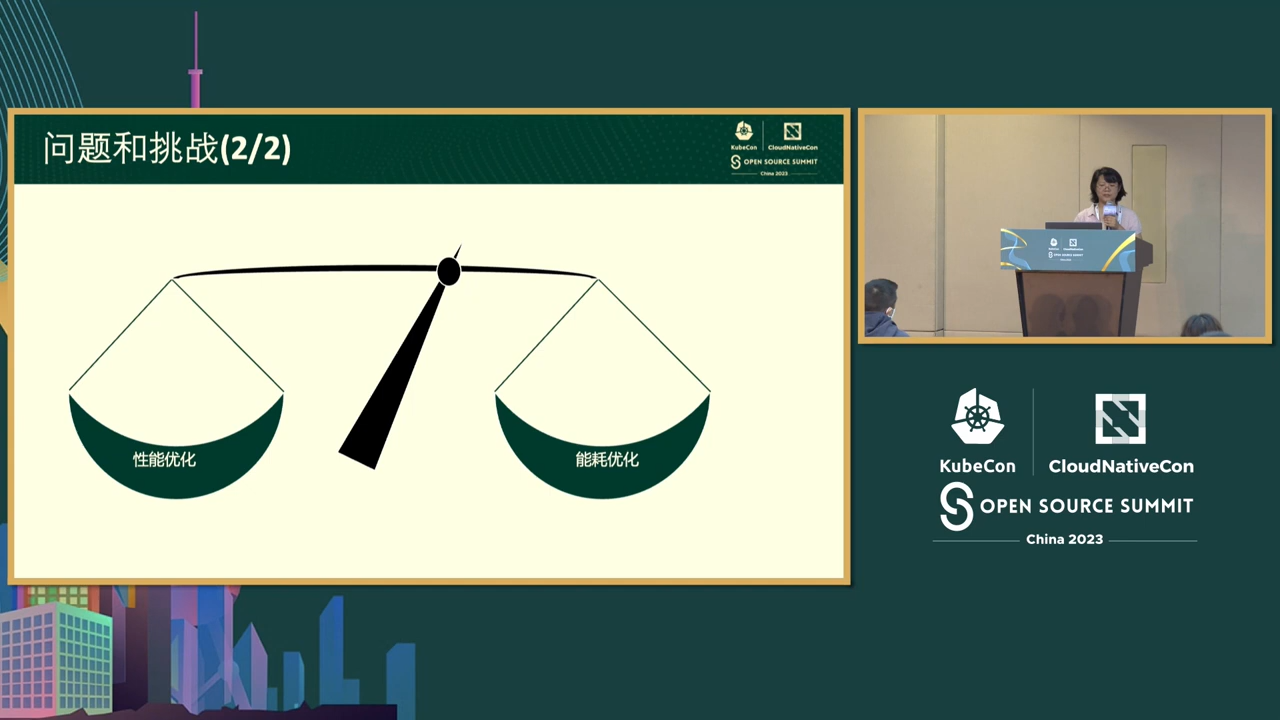 问题和挑战(2/2)
KubeCon
CloudNativeCon
OPEN SOURCE SUMMIT
China 2023
性能优化
能耗优化
KubeCon
CloudNativeCon
OPEN SOURCE SUMMIT
China 2023